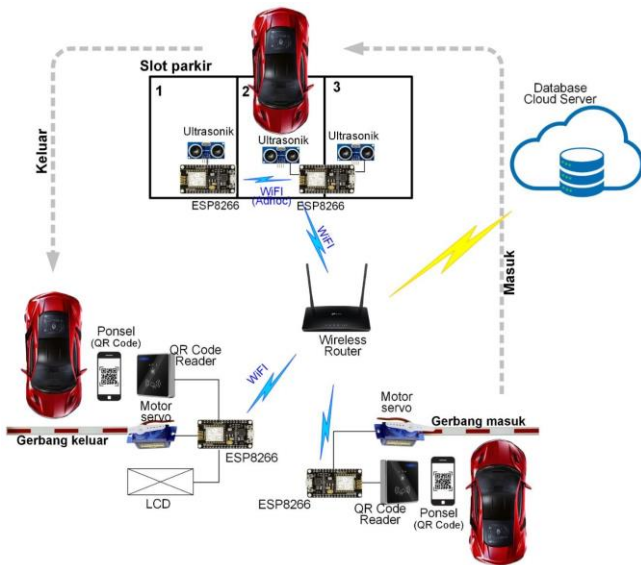 Slot parkir
1
2
3
Ultrasonik
Ultrasonik
Ultrasonik
WiFI
(Adhoc)
ESP8266
ESP8266
Keluar
Database
Cloud Server
WiFI
Masuk
Wireless
Router
Ponsel
(QR Code)
QR Code
Reader
WiFI
Motor
servo
Gerbang keluar
ESP8266
LCD
Motor
servo
Gerbang masuk
ESP8266
QR Code
Reader
Ponsel
(QR Code)